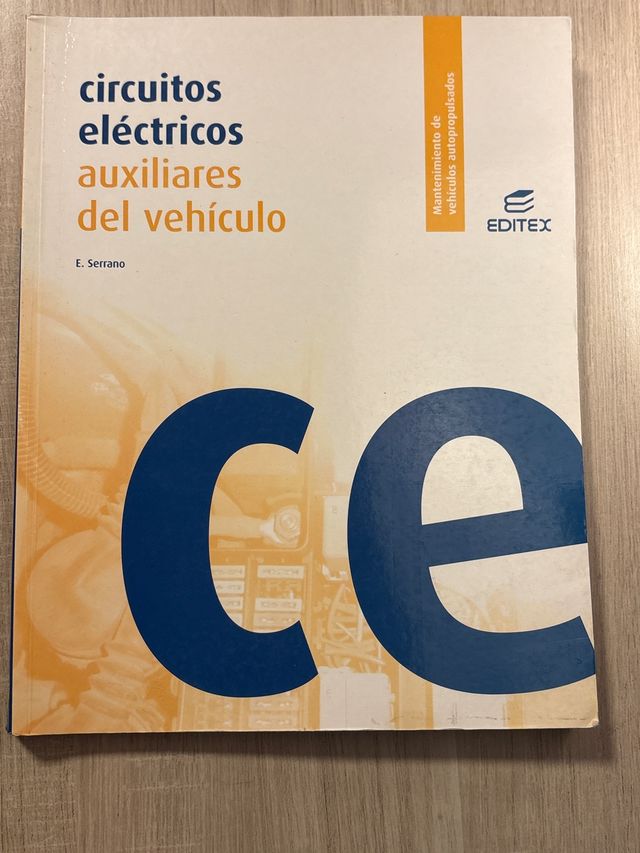 circuitos
eléctricos
auxiliares
del vehículo
E. Serrano
Mantenimiento de
vehículos autopropulsados
EDITEX
ce